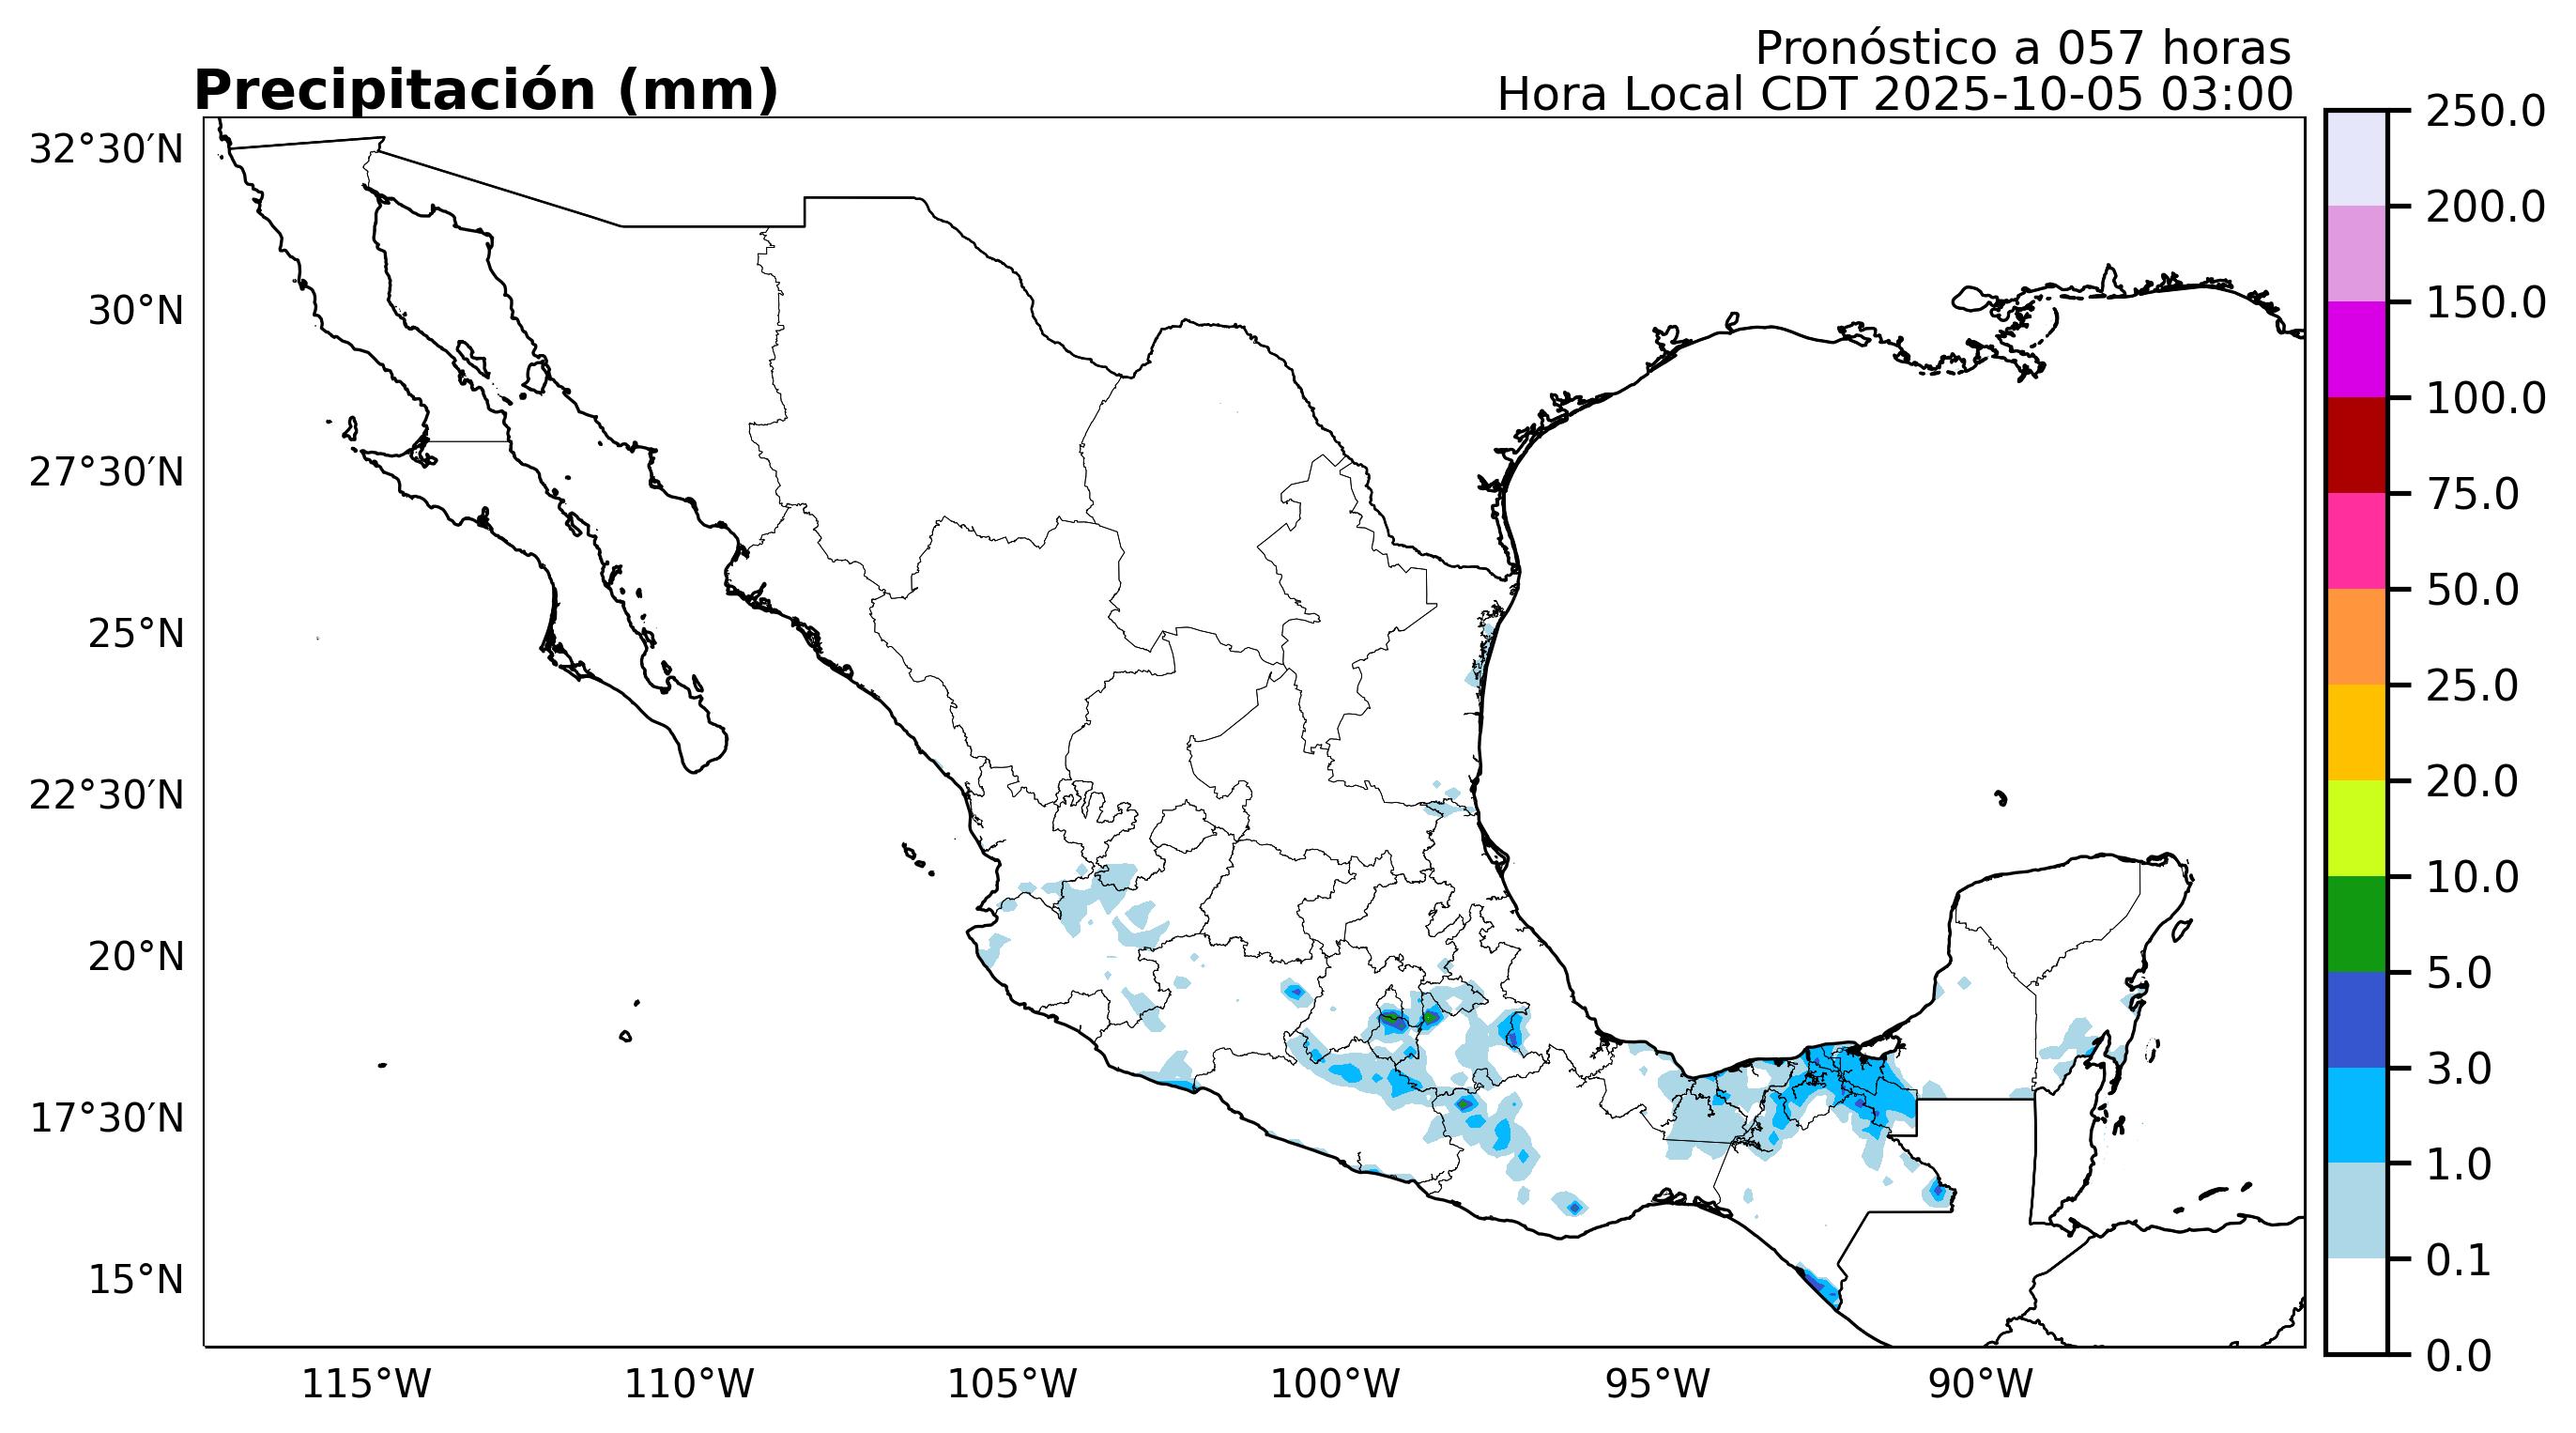 Pronóstico a 057 horas
Precipitación (mm)
Hora Local CDT 2025-10-05 03:00
32°30′N
30°N
27°30′N
25°N
22°30′N
20°N
17°30′N
15°N
115°W
110°W
105°W
100°W
95°W
90°W
250.0
200.0
150.0
100.0
75.0
50.0
25.0
20.0
10.0
5.0
3.0
1.0
0.1
0.0